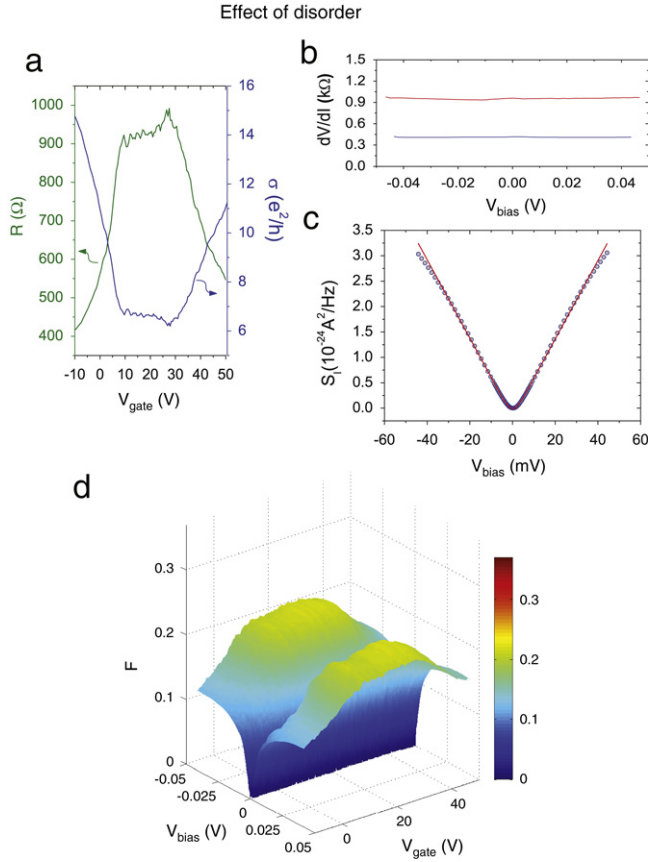 Effect of disorder
a
1000
900
800
700
600
500
400
R (Ω)
16
14
12
10
8
6
σ (e²/h)
-10 0 10 20 30 40 50
V_gate (V)
b
1.5
1.2
0.9
0.6
0.3
0.0
dV/dI (kΩ)
-0.04 -0.02 0.00 0.02 0.04
V_bias (V)
c
3.5
3.0
2.5
2.0
1.5
1.0
0.5
0.0
S_I(10⁻²⁴A²/Hz)
-60 -40 -20 0 20 40 60
V_bias (mV)
d
0.3
0.2
0.1
0
F
-0.05
-0.025
0
0.025
0.05
V_bias (V)
0
20
40
V_gate (V)
0.3
0.2
0.1
0